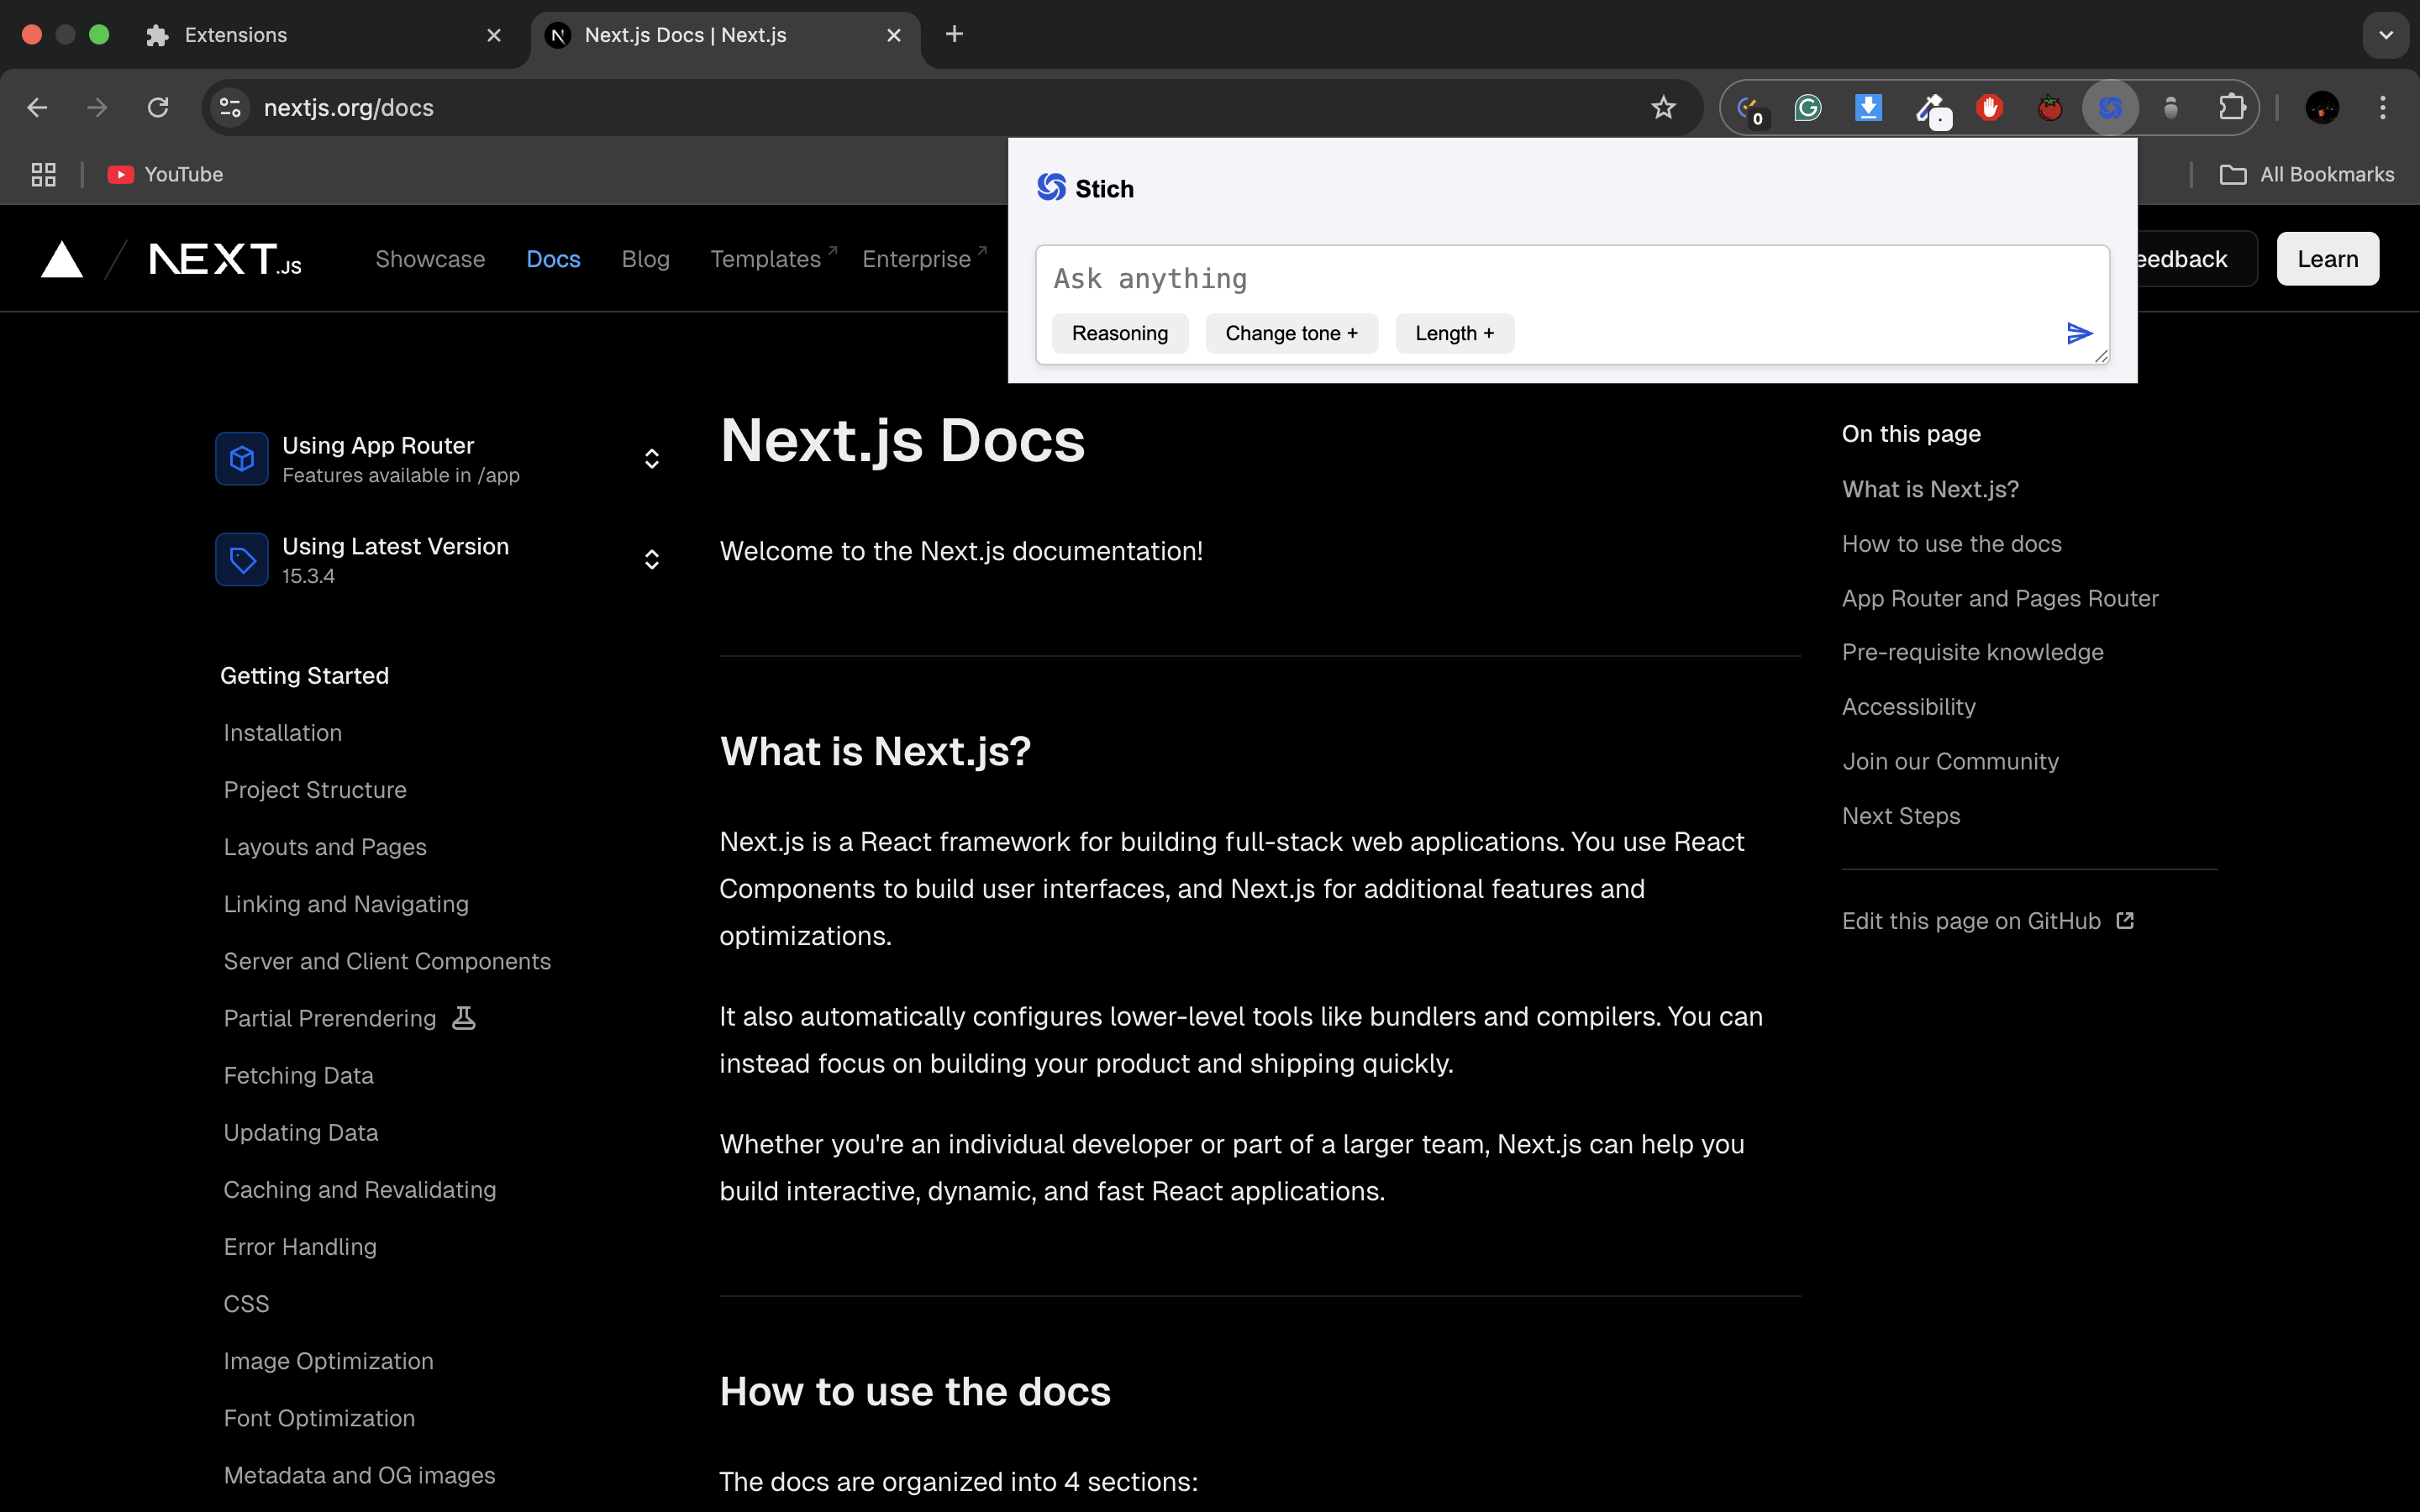 Extensions
Next.js Docs | Next.js
nextjs.org/docs
0
YouTube
All Bookmarks
Stich
Ask anything
Reasoning
Change tone +
Length +
NEXT.JS
Showcase
Docs
Blog
Templates
Enterprise
eedback
Learn
Using App Router
Features available in /app
Using Latest Version
15.3.4
Getting Started
Installation
Project Structure
Layouts and Pages
Linking and Navigating
Server and Client Components
Partial Prerendering
Fetching Data
Updating Data
Caching and Revalidating
Error Handling
CSS
Image Optimization
Font Optimization
Metadata and OG images
Next.js Docs
Welcome to the Next.js documentation!
What is Next.js?
Next.js is a React framework for building full-stack web applications. You use React
Components to build user interfaces, and Next.js for additional features and
optimizations.
It also automatically configures lower-level tools like bundlers and compilers. You can
instead focus on building your product and shipping quickly.
Whether you're an individual developer or part of a larger team, Next.js can help you
build interactive, dynamic, and fast React applications.
How to use the docs
The docs are organized into 4 sections:
On this page
What is Next.js?
How to use the docs
App Router and Pages Router
Pre-requisite knowledge
Accessibility
Join our Community
Next Steps
Edit this page on GitHub